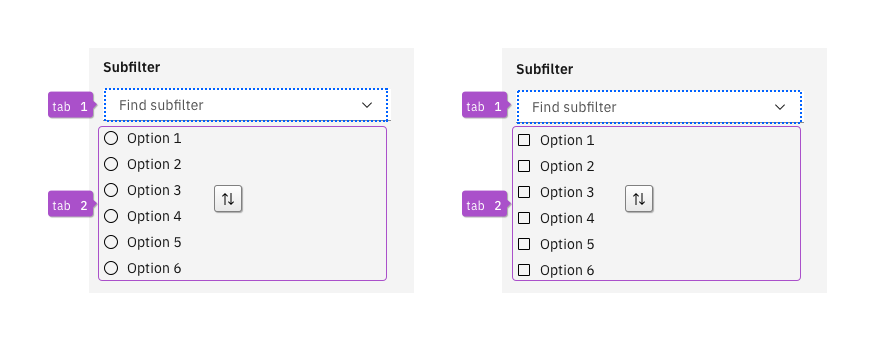 Subfilter
tab 1
Find subfilter
Option 1
Option 2
Option 3
tab 2
Option 4
Option 5
Option 6
Subfilter
tab 1
Find subfilter
Option 1
Option 2
Option 3
tab 2
Option 4
Option 5
Option 6